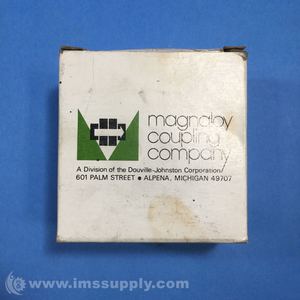 magnaloy
coupling
company
A Division of the Douville-Johnston Corporation/
601 PALM STREET ● ALPENA, MICHIGAN 49707
© www.imssupply.com